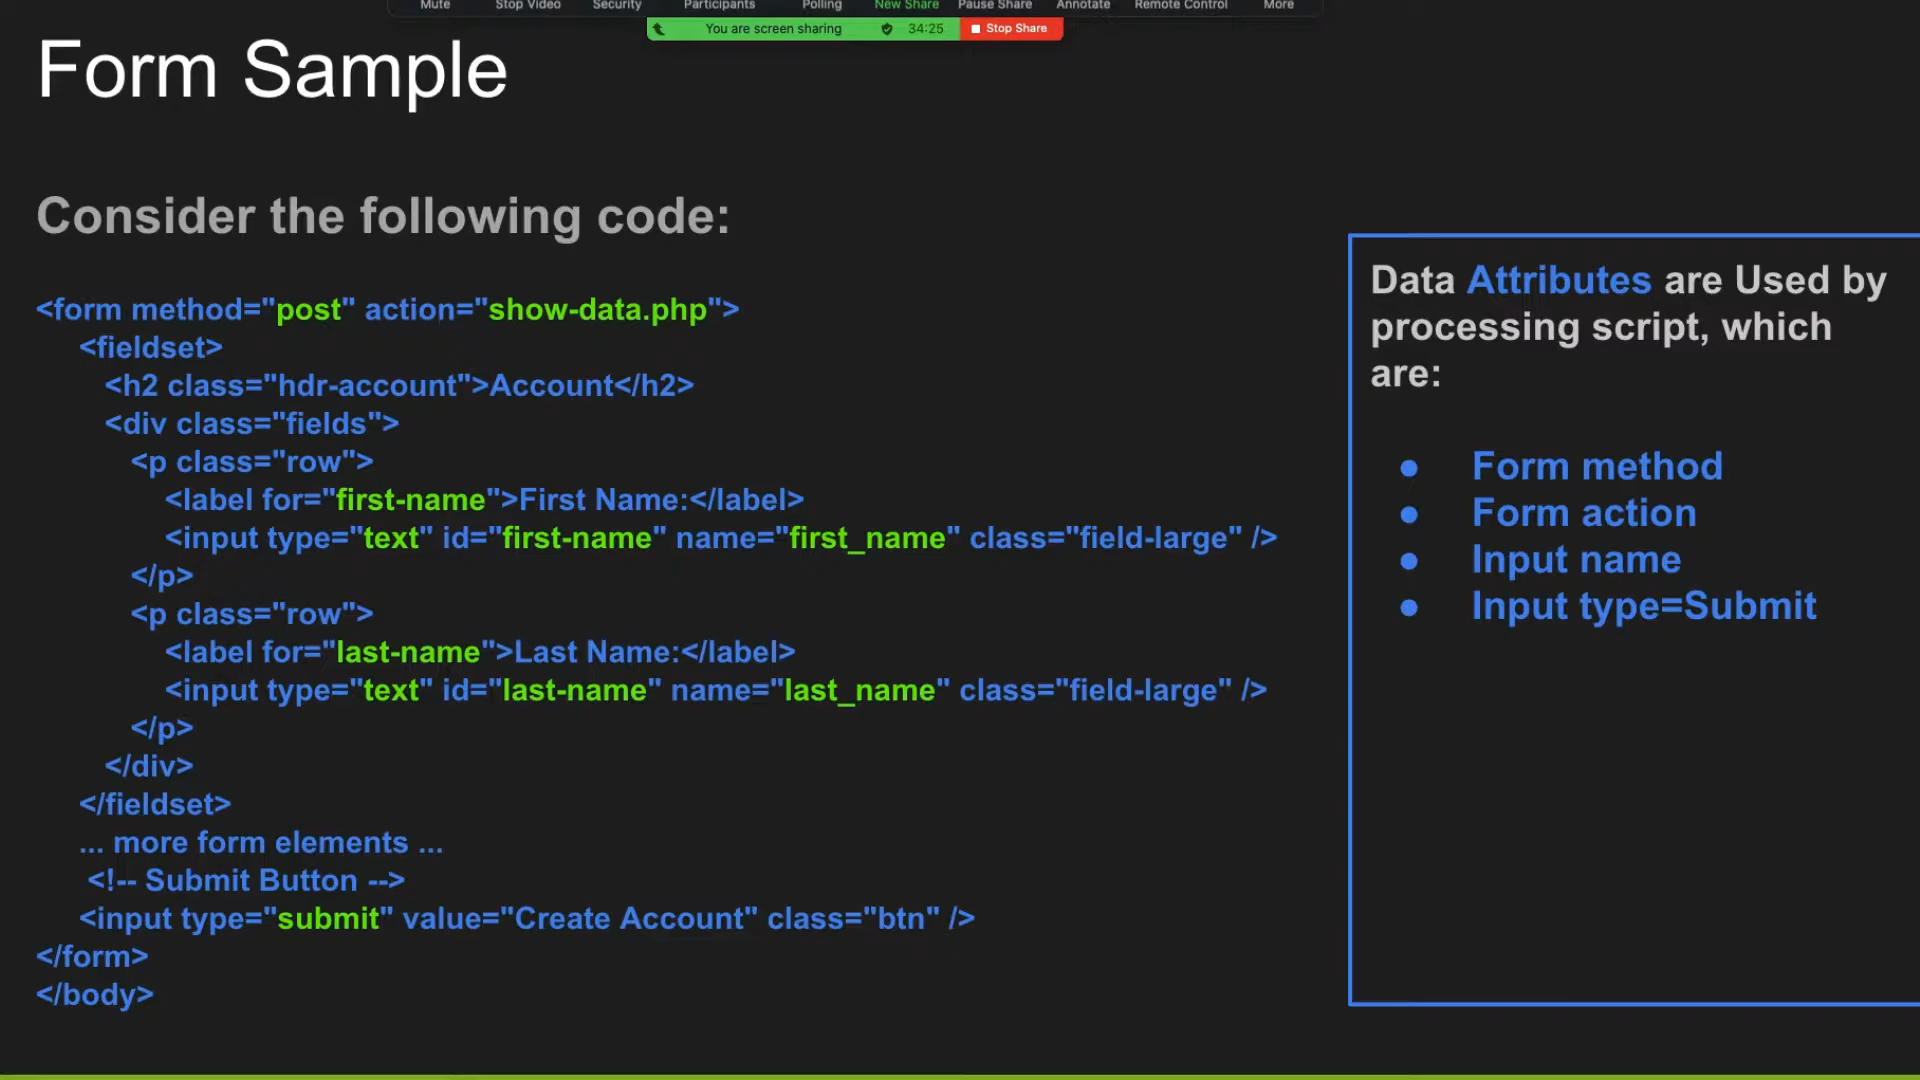 Mute Stop Video Security Participants Polling New Share Pause Share Annotate Remote Control More
You are screen sharing 34:25 Stop Share
Form Sample
Consider the following code:
<form method="post" action="show-data.php">
<fieldset>
<h2 class="hdr-account">Account</h2>
<div class="fields">
<p class="row">
<label for="first-name">First Name:</label>
<input type="text" id="first-name" name="first_name" class="field-large" />
</p>
<p class="row">
<label for="last-name">Last Name:</label>
<input type="text" id="last-name" name="last_name" class="field-large" />
</p>
</div>
</fieldset>
... more form elements ...
<!-- Submit Button -->
<input type="submit" value="Create Account" class="btn" />
</form>
</body>
Data Attributes are Used by
processing script, which
are:
● Form method
● Form action
● Input name
● Input type=Submit